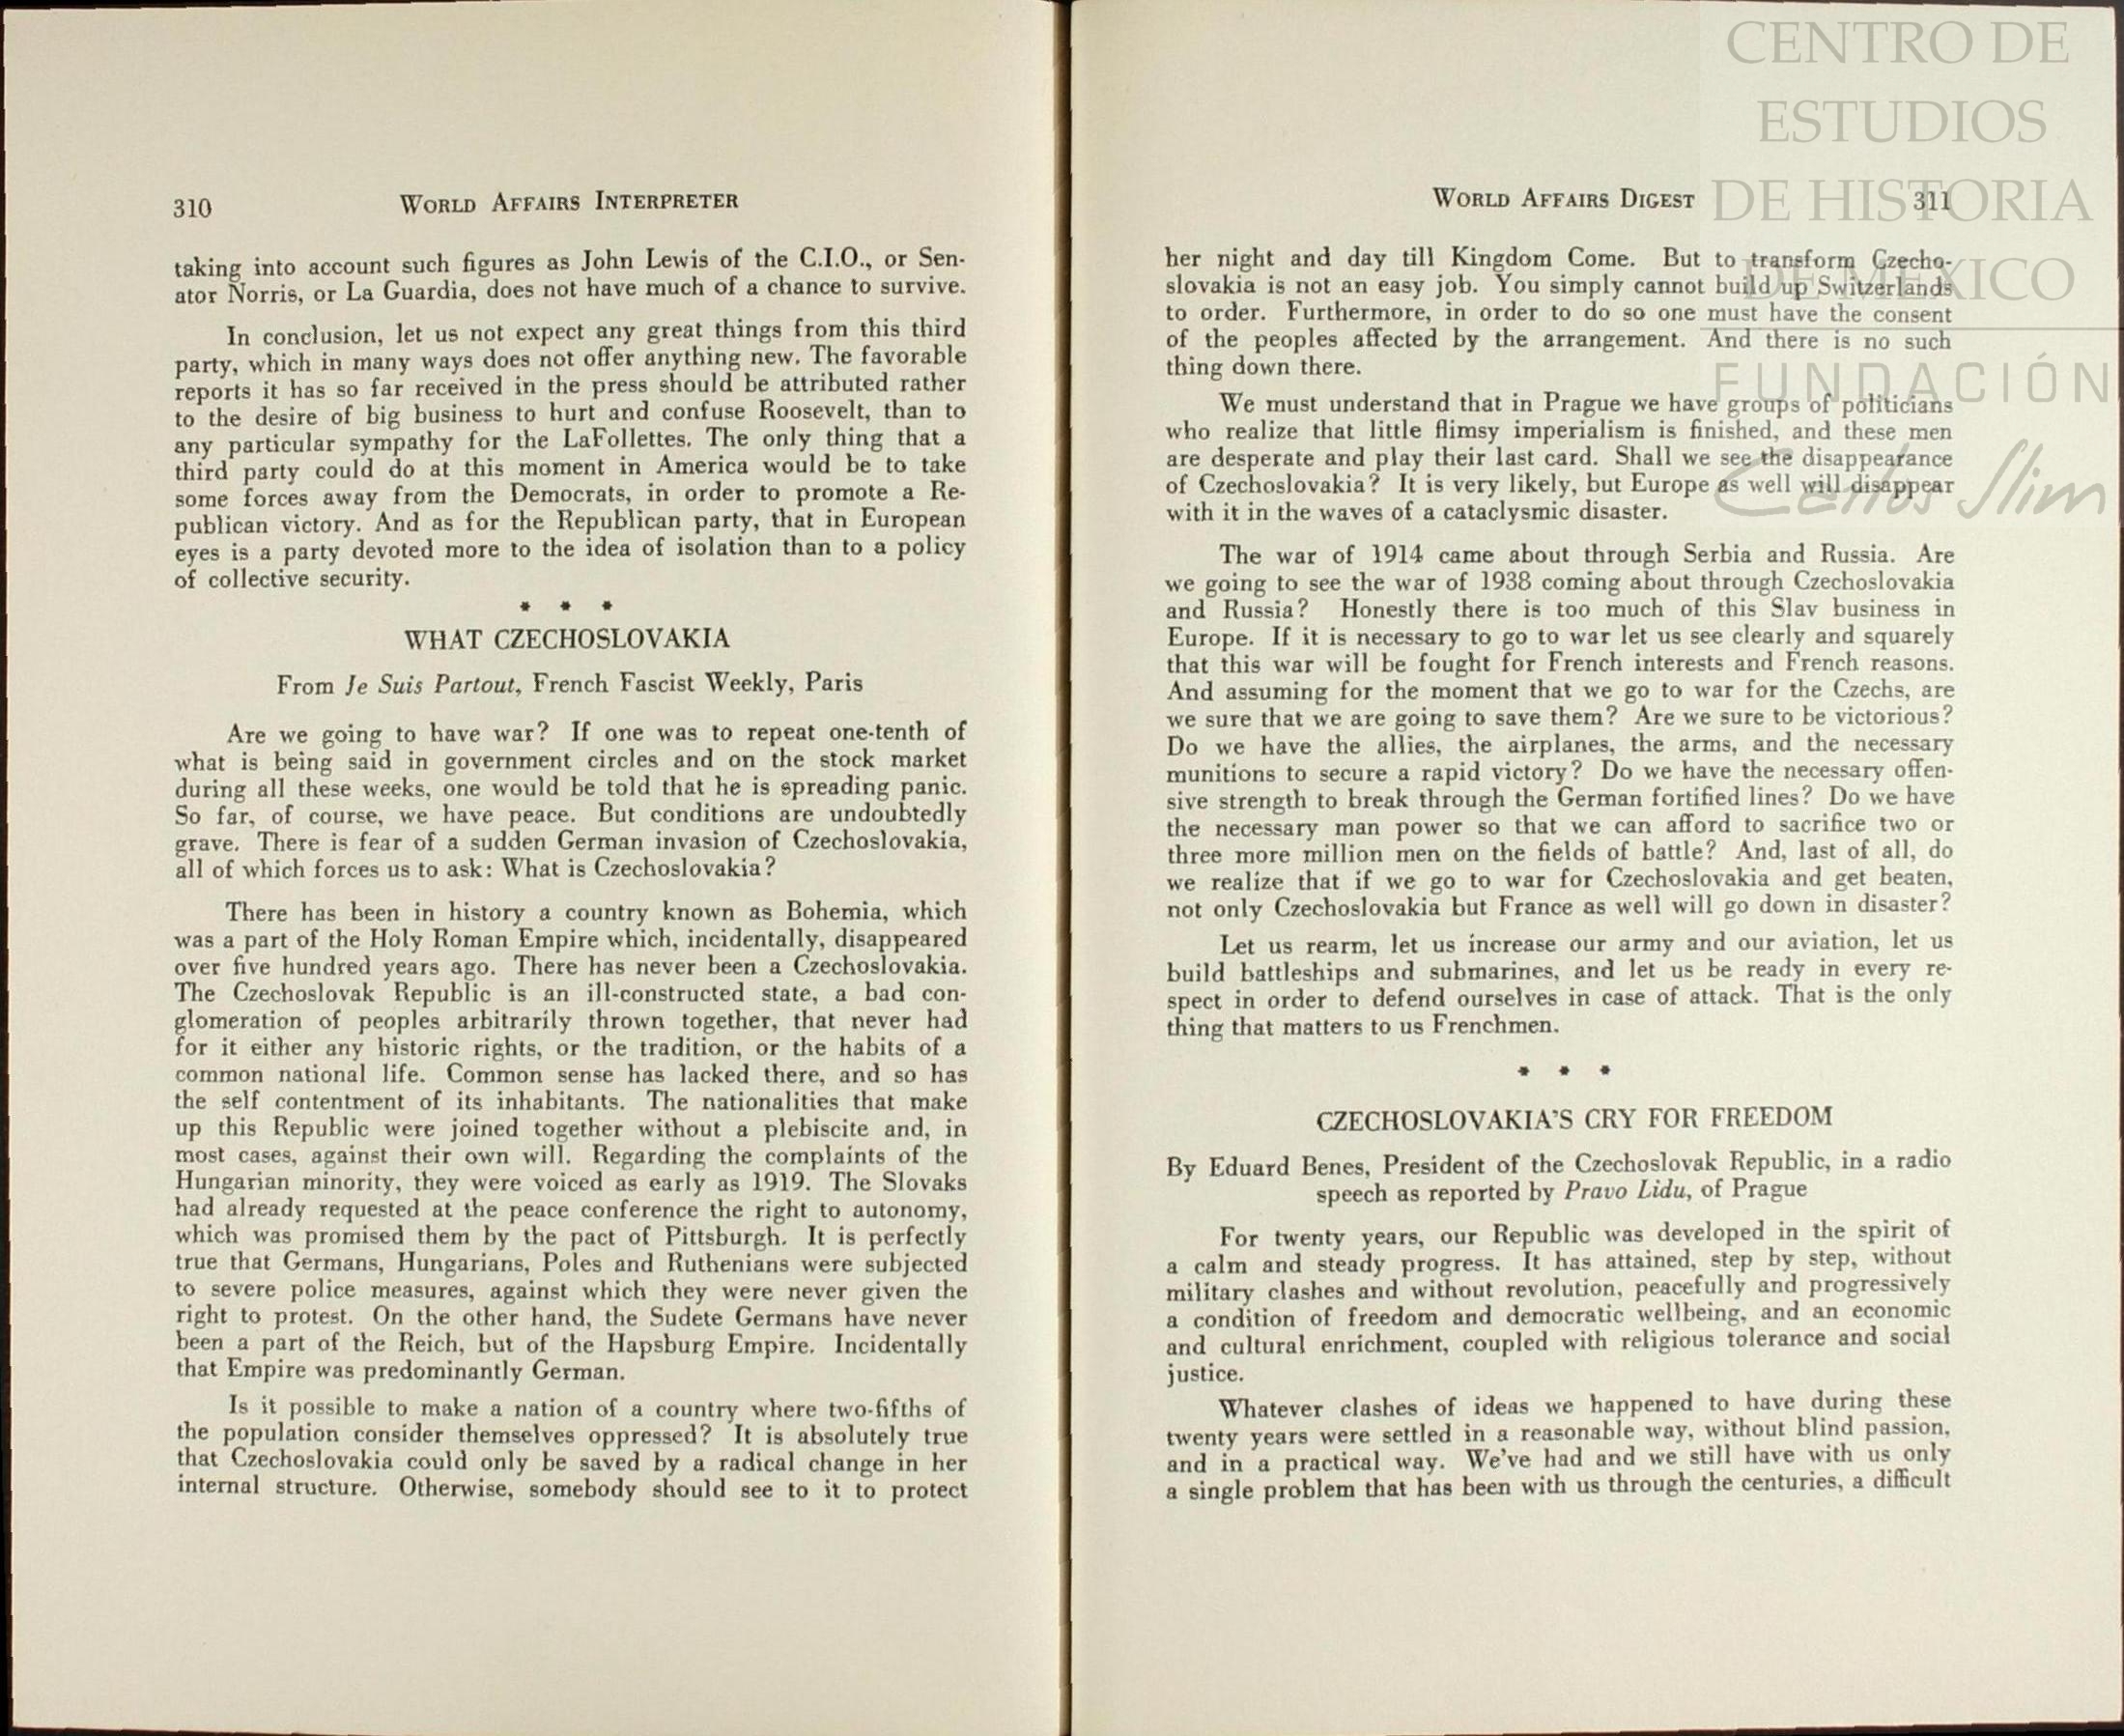 310
WORLD AFFAIRS INTERPRETER
taking into account such figures as John Lewis of the C.I.O., or Sen-
ator Norris, or La Guardia, does not have much of a chance to survive.
In conclusion, let us not expect any great things from this third
party, which in many ways does not offer anything new. The favorable
reports it has so far received in the press should be attributed rather
to the desire of big business to hurt and confuse Roosevelt, than to
any particular sympathy for the LaFollettes. The only thing that a
third party could do at this moment in America would be to take
some forces away from the Democrats, in order to promote a Re-
publican victory. And as for the Republican party, that in European
eyes is a party devoted more to the idea of isolation than to a policy
of collective security.
* * *
WHAT CZECHOSLOVAKIA
From Je Suis Partout, French Fascist Weekly, Paris
Are we going to have war? If one was to repeat one-tenth of
what is being said in government circles and on the stock market
during all these weeks, one would be told that he is spreading panic.
So far, of course, we have peace. But conditions are undoubtedly
grave. There is fear of a sudden German invasion of Czechoslovakia,
all of which forces us to ask: What is Czechoslovakia?
There has been in history a country known as Bohemia, which
was a part of the Holy Roman Empire which, incidentally, disappeared
over five hundred years ago. There has never been a Czechoslovakia.
The Czechoslovak Republic is an ill-constructed state, a bad con-
glomeration of peoples arbitrarily thrown together, that never had
for it either any historic rights, or the tradition, or the habits of a
common national life. Common sense has lacked there, and so has
the self contentment of its inhabitants. The nationalities that make
up this Republic were joined together without a plebiscite and, in
most cases, against their own will. Regarding the complaints of the
Hungarian minority, they were voiced as early as 1919. The Slovaks
had already requested at the peace conference the right to autonomy,
which was promised them by the pact of Pittsburgh. It is perfectly
true that Germans, Hungarians, Poles and Ruthenians were subjected
to severe police measures, against which they were never given the
right to protest. On the other hand, the Sudete Germans have never
been a part of the Reich, but of the Hapsburg Empire. Incidentally
that Empire was predominantly German.
Is it possible to make a nation of a country where two-fifths of
the population consider themselves oppressed? It is absolutely true
that Czechoslovakia could only be saved by a radical change in her
internal structure. Otherwise, somebody should see to it to protect
WORLD AFFAIRS DIGEST
311
her night and day till Kingdom Come. But to transform Czecho-
slovakia is not an easy job. You simply cannot build up Switzerlands
to order. Furthermore, in order to do so one must have the consent
of the peoples affected by the arrangement. And there is no such
thing down there.
We must understand that in Prague we have groups of politicians
who realize that little flimsy imperialism is finished, and these men
are desperate and play their last card. Shall we see the disappearance
of Czechoslovakia? It is very likely, but Europe as well will disappear
with it in the waves of a cataclysmic disaster.
The war of 1914 came about through Serbia and Russia. Are
we going to see the war of 1938 coming about through Czechoslovakia
and Russia? Honestly there is too much of this Slav business in
Europe. If it is necessary to go to war let us see clearly and squarely
that this war will be fought for French interests and French reasons.
And assuming for the moment that we go to war for the Czechs, are
we sure that we are going to save them? Are we sure to be victorious?
Do we have the allies, the airplanes, the arms, and the necessary
munitions to secure a rapid victory? Do we have the necessary offen-
sive strength to break through the German fortified lines? Do we have
the necessary man power so that we can afford to sacrifice two or
three more million men on the fields of battle? And, last of all, do
we realize that if we go to war for Czechoslovakia and get beaten,
not only Czechoslovakia but France as well will go down in disaster?
Let us rearm, let us increase our army and our aviation, let us
build battleships and submarines, and let us be ready in every re-
spect in order to defend ourselves in case of attack. That is the only
thing that matters to us Frenchmen.
* * *
CZECHOSLOVAKIA'S CRY FOR FREEDOM
By Eduard Benes, President of the Czechoslovak Republic, in a radio
speech as reported by Pravo Lidu, of Prague
For twenty years, our Republic was developed in the spirit of
a calm and steady progress. It has attained, step by step, without
military clashes and without revolution, peacefully and progressively
a condition of freedom and democratic wellbeing, and an economic
and cultural enrichment, coupled with religious tolerance and social
justice.
Whatever clashes of ideas we happened to have during these
twenty years were settled in a reasonable way, without blind passion,
and in a practical way. We've had and we still have with us only
a single problem that has been with us through the centuries, a difficult
CENTRO DE
ESTUDIOS
DE HISTORIA
DE MÉXICO
FUNDACIÓN
Carlos Slim